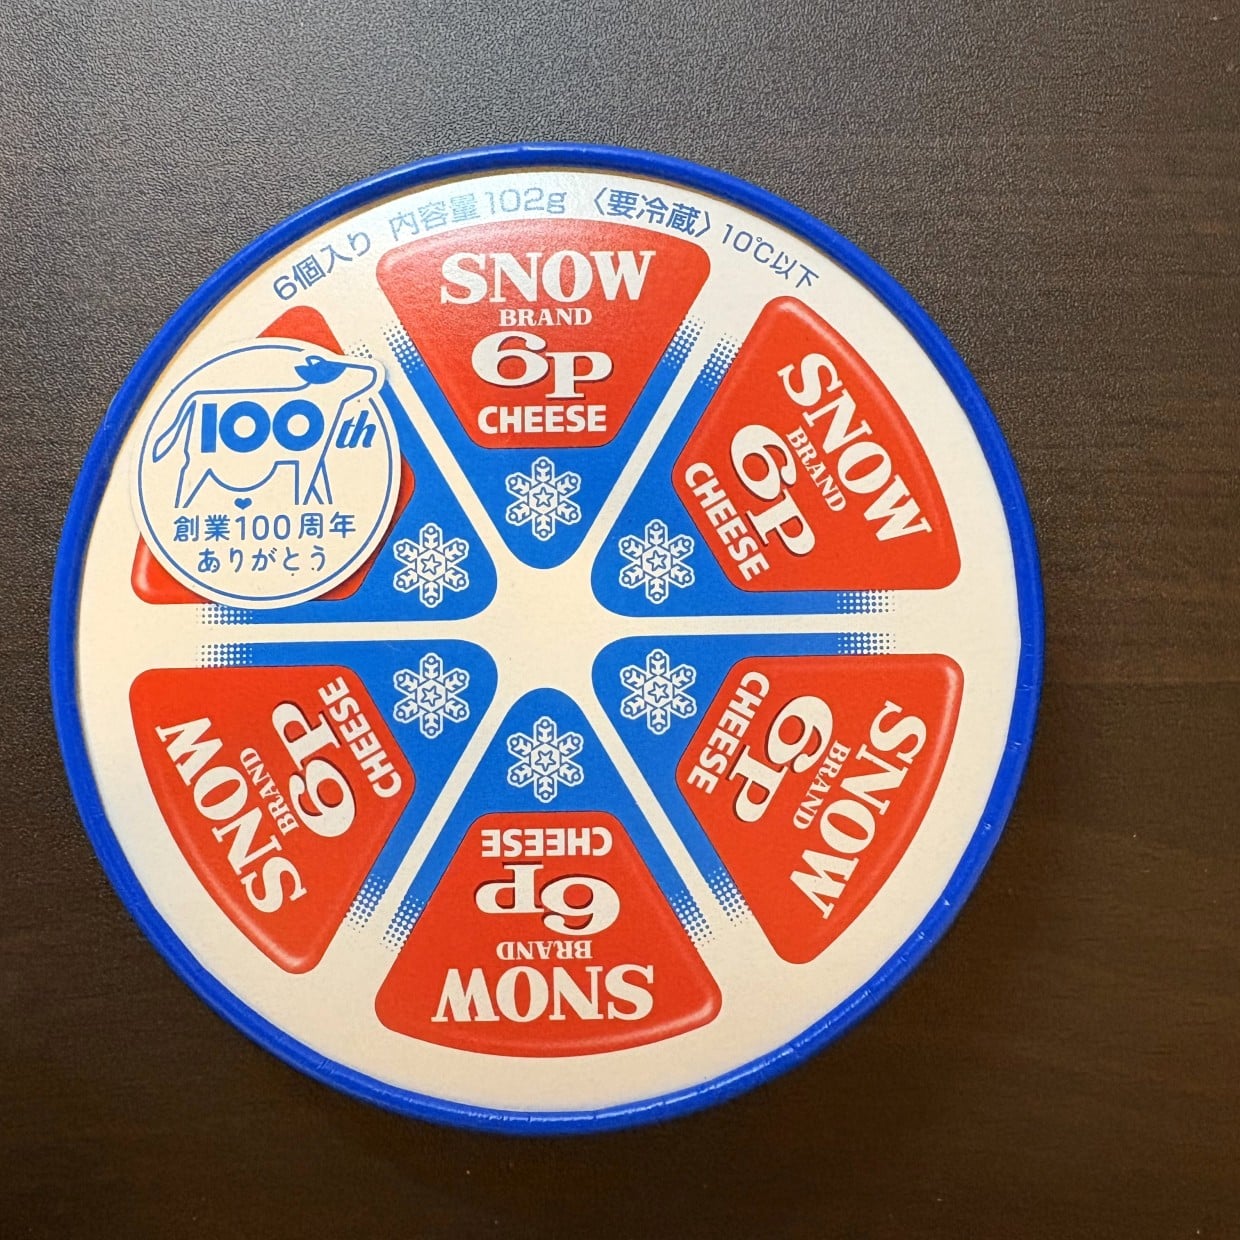 6個入り 内容量102g 〈要冷蔵〉10℃以下
SNOW
BRAND
6P
CHEESE
SNOW
BRAND
6P
CHEESE
100th
創業100周年
ありがとう
SNOW
BRAND
6P
CHEESE
SNOW
BRAND
6P
CHEESE
SNOW
BRAND
6P
CHEESE